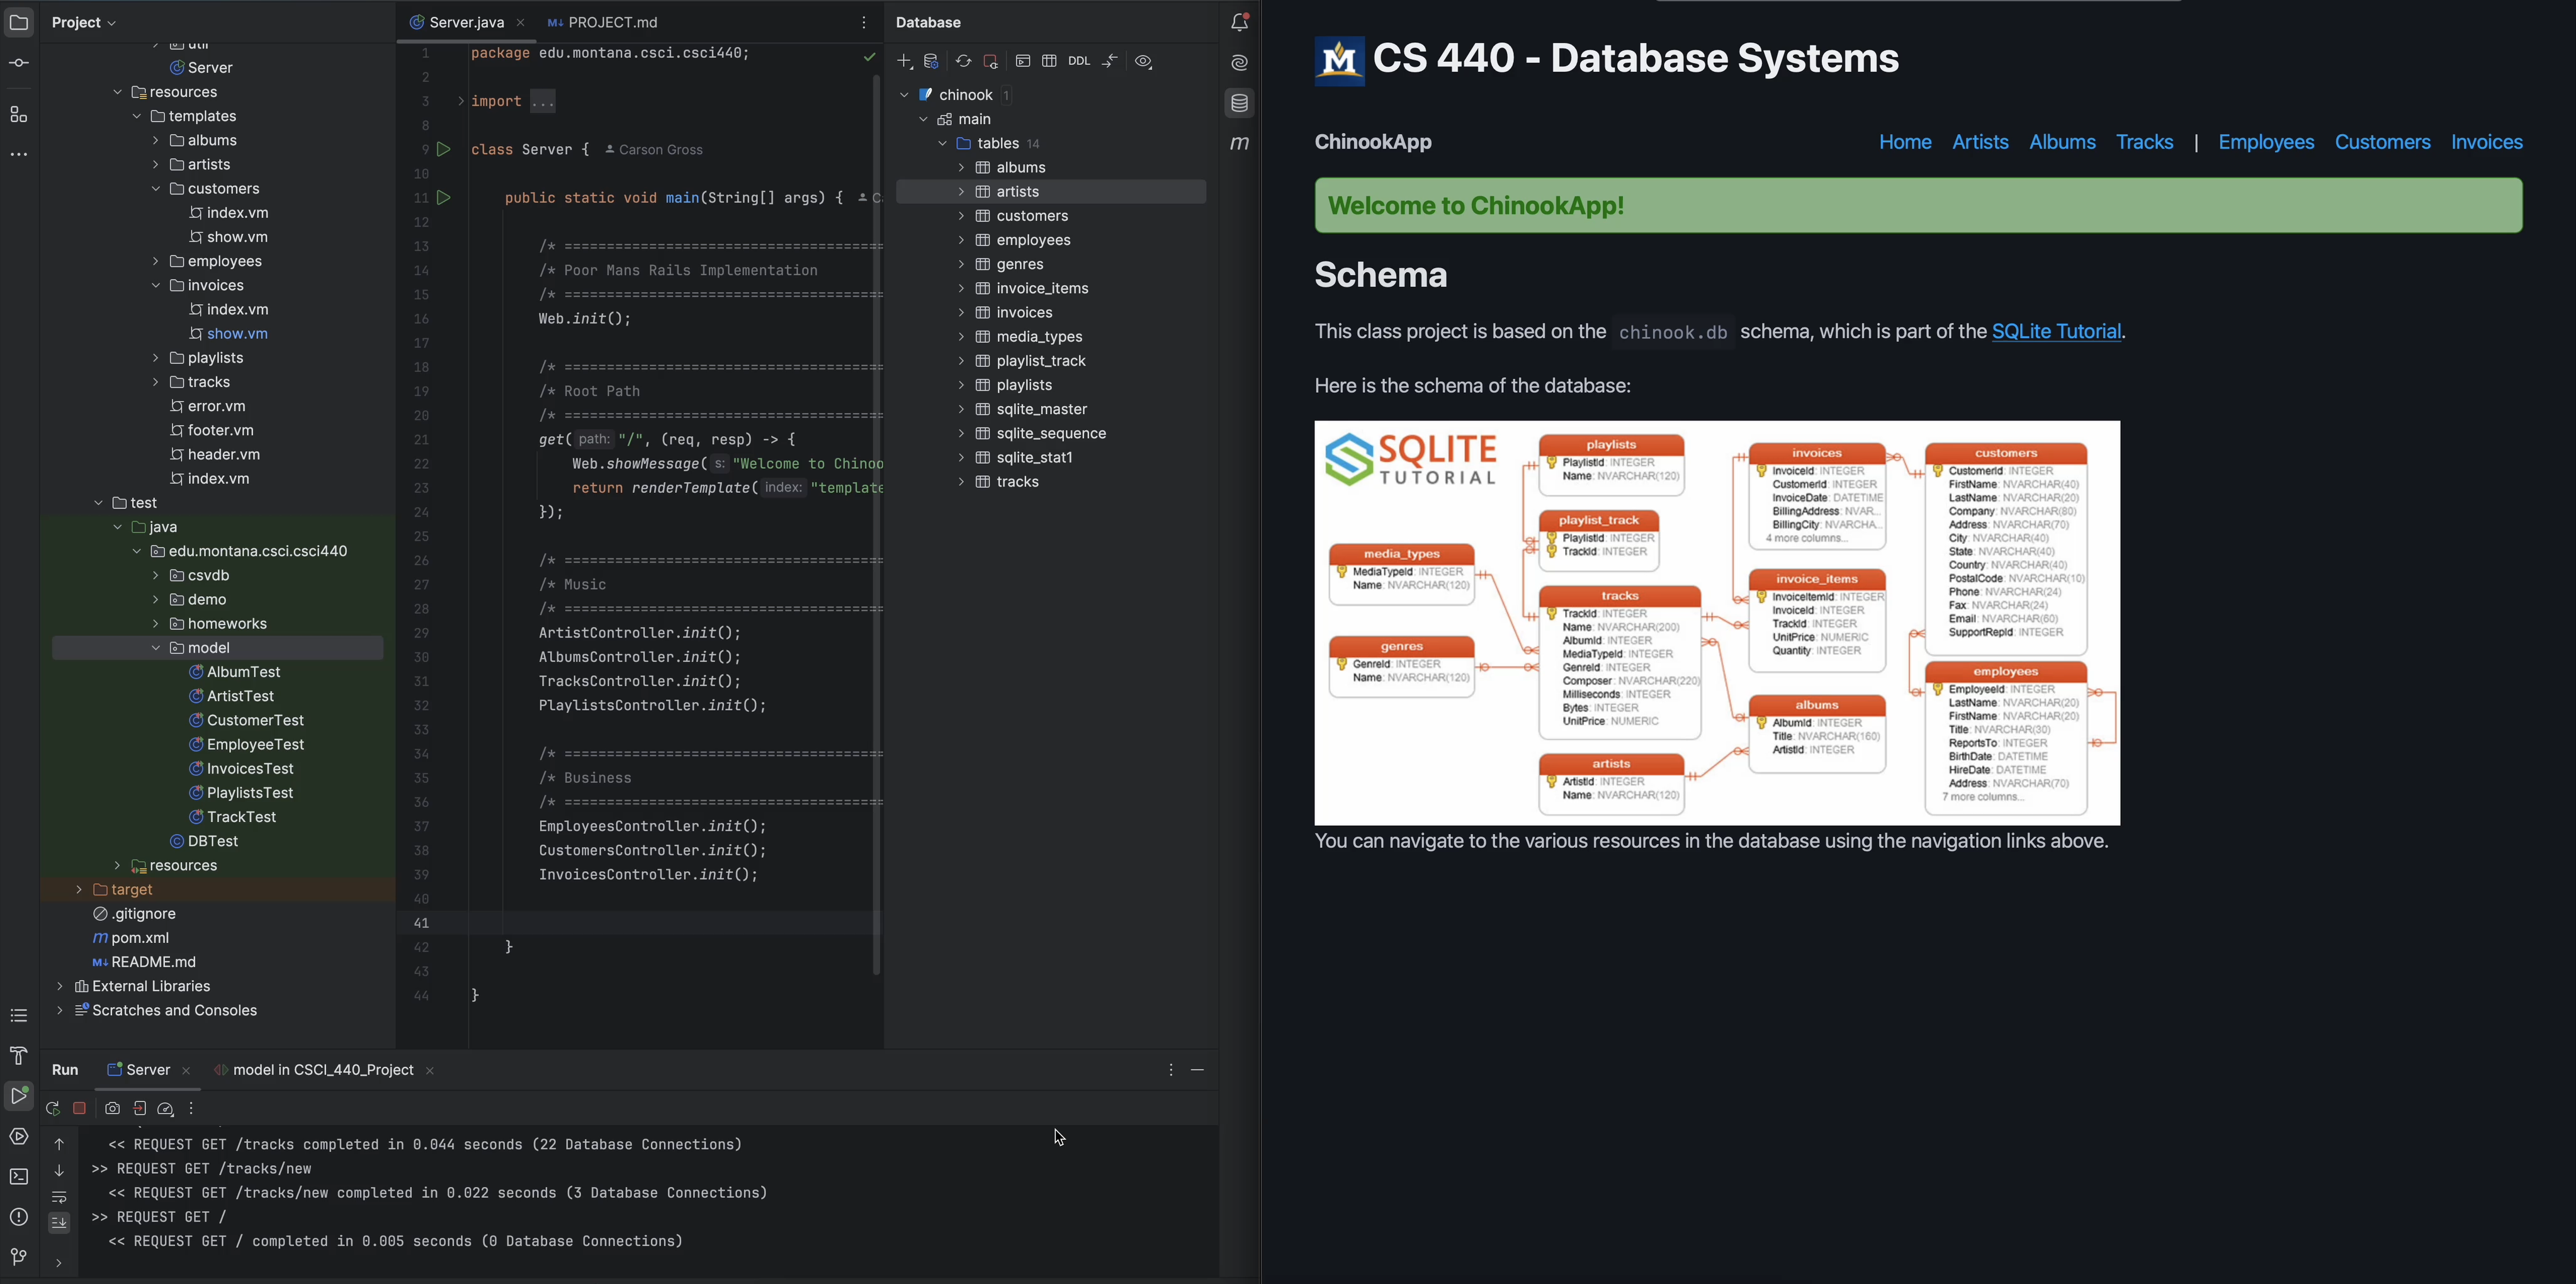 Project
util
Server
resources
templates
albums
artists
customers
index.vm
show.vm
employees
invoices
index.vm
show.vm
playlists
tracks
error.vm
footer.vm
header.vm
index.vm
test
java
edu.montana.csci.csci440
csvdb
demo
homeworks
model
AlbumTest
ArtistTest
CustomerTest
EmployeeTest
InvoicesTest
PlaylistsTest
TrackTest
DBTest
resources
target
.gitignore
pom.xml
README.md
External Libraries
Scratches and Consoles
Server.java
PROJECT.md
1 package edu.montana.csci.csci440;
2
3 import ...
8
9 class Server { Carson Gross
10
11 public static void main(String[] args) { C
12
13 /* ======================================
14 /* Poor Mans Rails Implementation
15 /* ======================================
16 Web.init();
17
18 /* ======================================
19 /* Root Path
20 /* ======================================
21 get( path: "/", (req, resp) -> {
22 Web.showMessage( s: "Welcome to Chinoo
23 return renderTemplate( index: "template
24 });
25
26 /* ======================================
27 /* Music
28 /* ======================================
29 ArtistController.init();
30 AlbumsController.init();
31 TracksController.init();
32 PlaylistsController.init();
33
34 /* ======================================
35 /* Business
36 /* ======================================
37 EmployeesController.init();
38 CustomersController.init();
39 InvoicesController.init();
40
41
42 }
43
44 }
Database
DDL
chinook 1
main
tables 14
albums
artists
customers
employees
genres
invoice_items
invoices
media_types
playlist_track
playlists
sqlite_master
sqlite_sequence
sqlite_stat1
tracks
Run
Server
model in CSCI_440_Project
<< REQUEST GET /tracks completed in 0.044 seconds (22 Database Connections)
>> REQUEST GET /tracks/new
<< REQUEST GET /tracks/new completed in 0.022 seconds (3 Database Connections)
>> REQUEST GET /
<< REQUEST GET / completed in 0.005 seconds (0 Database Connections)
M CS 440 - Database Systems
ChinookApp
Home Artists Albums Tracks | Employees Customers Invoices
Welcome to ChinookApp!
Schema
This class project is based on the chinook.db schema, which is part of the SQLite Tutorial.
Here is the schema of the database:
SQLITE
TUTORIAL
playlists
PlaylistId: INTEGER
Name: NVARCHAR(120)
playlist_track
PlaylistId: INTEGER
TrackId: INTEGER
media_types
MediaTypeId: INTEGER
Name: NVARCHAR(120)
genres
GenreId: INTEGER
Name: NVARCHAR(120)
tracks
TrackId: INTEGER
Name: NVARCHAR(200)
AlbumId: INTEGER
MediaTypeId: INTEGER
GenreId: INTEGER
Composer: NVARCHAR(220)
Milliseconds: INTEGER
Bytes: INTEGER
UnitPrice: NUMERIC
artists
ArtistId: INTEGER
Name: NVARCHAR(120)
invoices
InvoiceId: INTEGER
CustomerId: INTEGER
InvoiceDate: DATETIME
BillingAddress: NVAR...
BillingCity: NVARCHA...
4 more columns...
invoice_items
InvoiceItemId: INTEGER
InvoiceId: INTEGER
TrackId: INTEGER
UnitPrice: NUMERIC
Quantity: INTEGER
albums
AlbumId: INTEGER
Title: NVARCHAR(160)
ArtistId: INTEGER
customers
CustomerId: INTEGER
FirstName: NVARCHAR(40)
LastName: NVARCHAR(20)
Company: NVARCHAR(80)
Address: NVARCHAR(70)
City: NVARCHAR(40)
State: NVARCHAR(40)
Country: NVARCHAR(40)
PostalCode: NVARCHAR(10)
Phone: NVARCHAR(24)
Fax: NVARCHAR(24)
Email: NVARCHAR(60)
SupportRepId: INTEGER
employees
EmployeeId: INTEGER
LastName: NVARCHAR(20)
FirstName: NVARCHAR(20)
Title: NVARCHAR(30)
ReportsTo: INTEGER
BirthDate: DATETIME
HireDate: DATETIME
Address: NVARCHAR(70)
7 more columns...
You can navigate to the various resources in the database using the navigation links above.